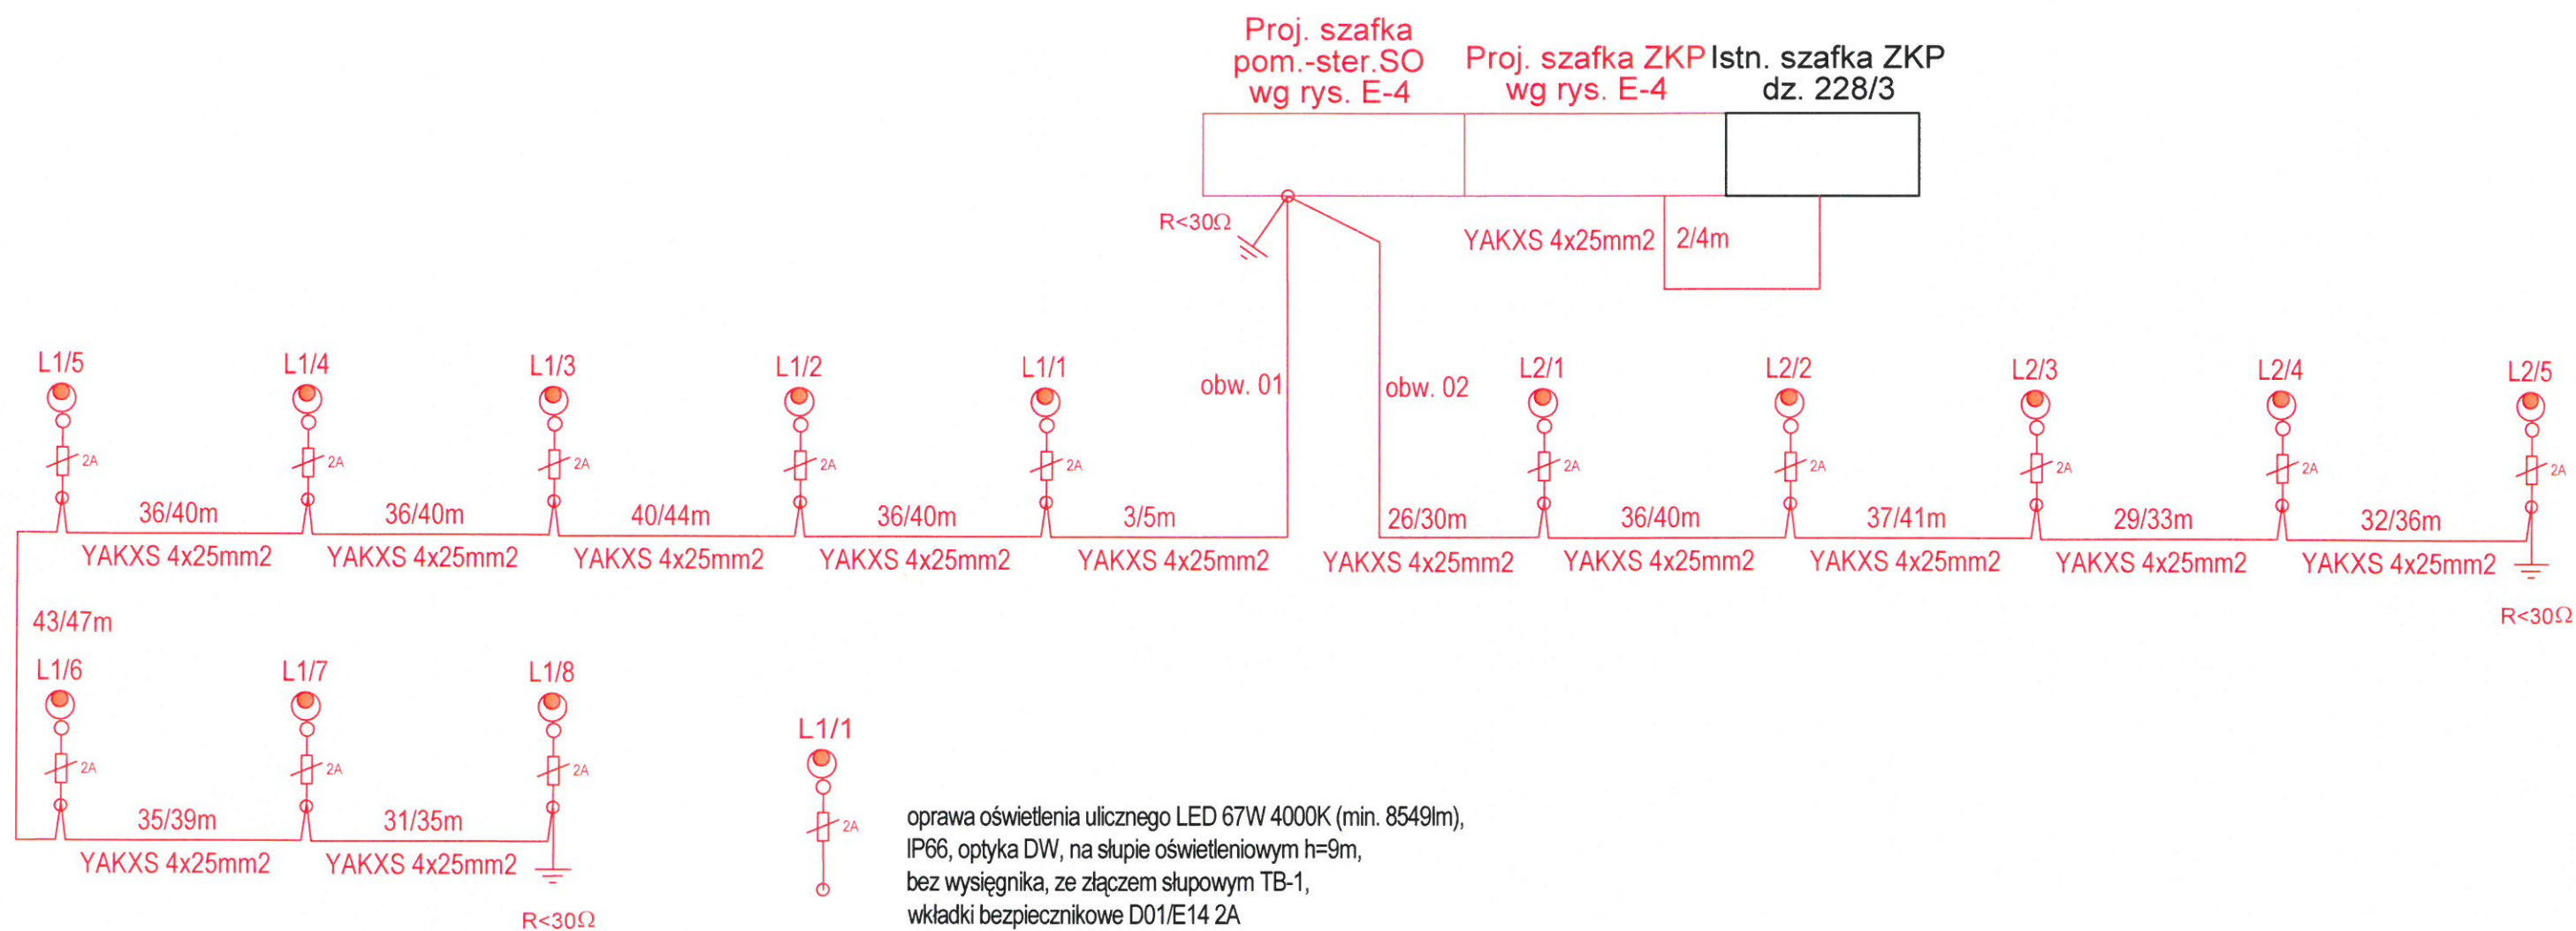 Proj. szafka
pom.-ster.SO
wg rys. E-4
Proj. szafka ZKP
wg rys. E-4
Istn. szafka ZKP
dz. 228/3
R<30Ω
YAKXS 4x25mm2
2/4m
obw. 01
obw. 02
L1/5
L1/4
L1/3
L1/2
L1/1
L2/1
L2/2
L2/3
L2/4
L2/5
2A
2A
2A
2A
2A
2A
2A
2A
2A
2A
36/40m
36/40m
40/44m
36/40m
3/5m
26/30m
36/40m
37/41m
29/33m
32/36m
YAKXS 4x25mm2
YAKXS 4x25mm2
YAKXS 4x25mm2
YAKXS 4x25mm2
YAKXS 4x25mm2
YAKXS 4x25mm2
YAKXS 4x25mm2
YAKXS 4x25mm2
YAKXS 4x25mm2
YAKXS 4x25mm2
R<30Ω
43/47m
L1/6
L1/7
L1/8
2A
2A
2A
35/39m
31/35m
YAKXS 4x25mm2
YAKXS 4x25mm2
R<30Ω
L1/1
2A
oprawa oświetlenia ulicznego LED 67W 4000K (min. 8549lm),
IP66, optyka DW, na słupie oświetleniowym h=9m,
bez wysięgnika, ze złączem słupowym TB-1,
wkładki bezpiecznikowe D01/E14 2A